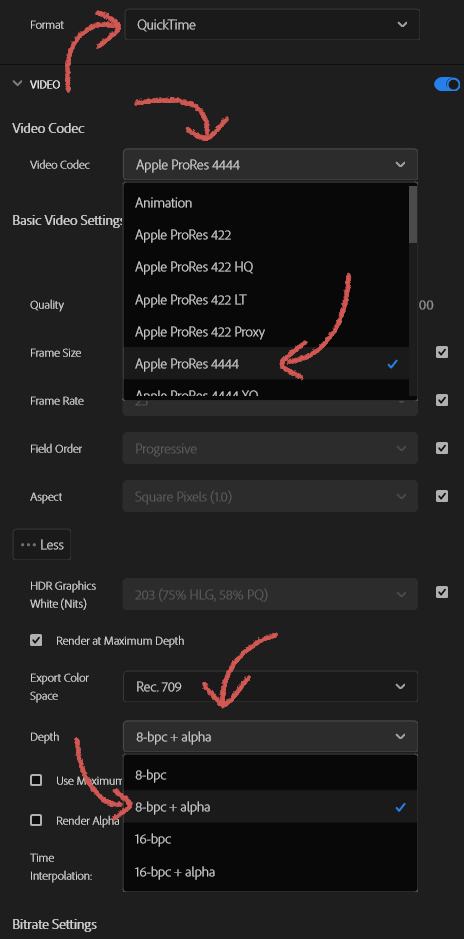 Format
QuickTime
VIDEO
Video Codec
Video Codec
Apple ProRes 4444
Animation
Apple ProRes 422
Basic Video Settings
Apple ProRes 422 HQ
Apple ProRes 422 LT
Quality
00
Apple ProRes 422 Proxy
Frame Size
Apple ProRes 4444
Apple ProRes 4444 XQ
Frame Rate
25
Field Order
Progressive
Aspect
Square Pixels (1.0)
Less
HDR Graphics
White (Nits)
203 (75% HLG, 58% PQ)
Render at Maximum Depth
Export Color
Space
Rec. 709
Depth
8-bpc + alpha
8-bpc
Use Maximum
8-bpc + alpha
Render Alpha
16-bpc
Time
Interpolation:
16-bpc + alpha
Bitrate Settings